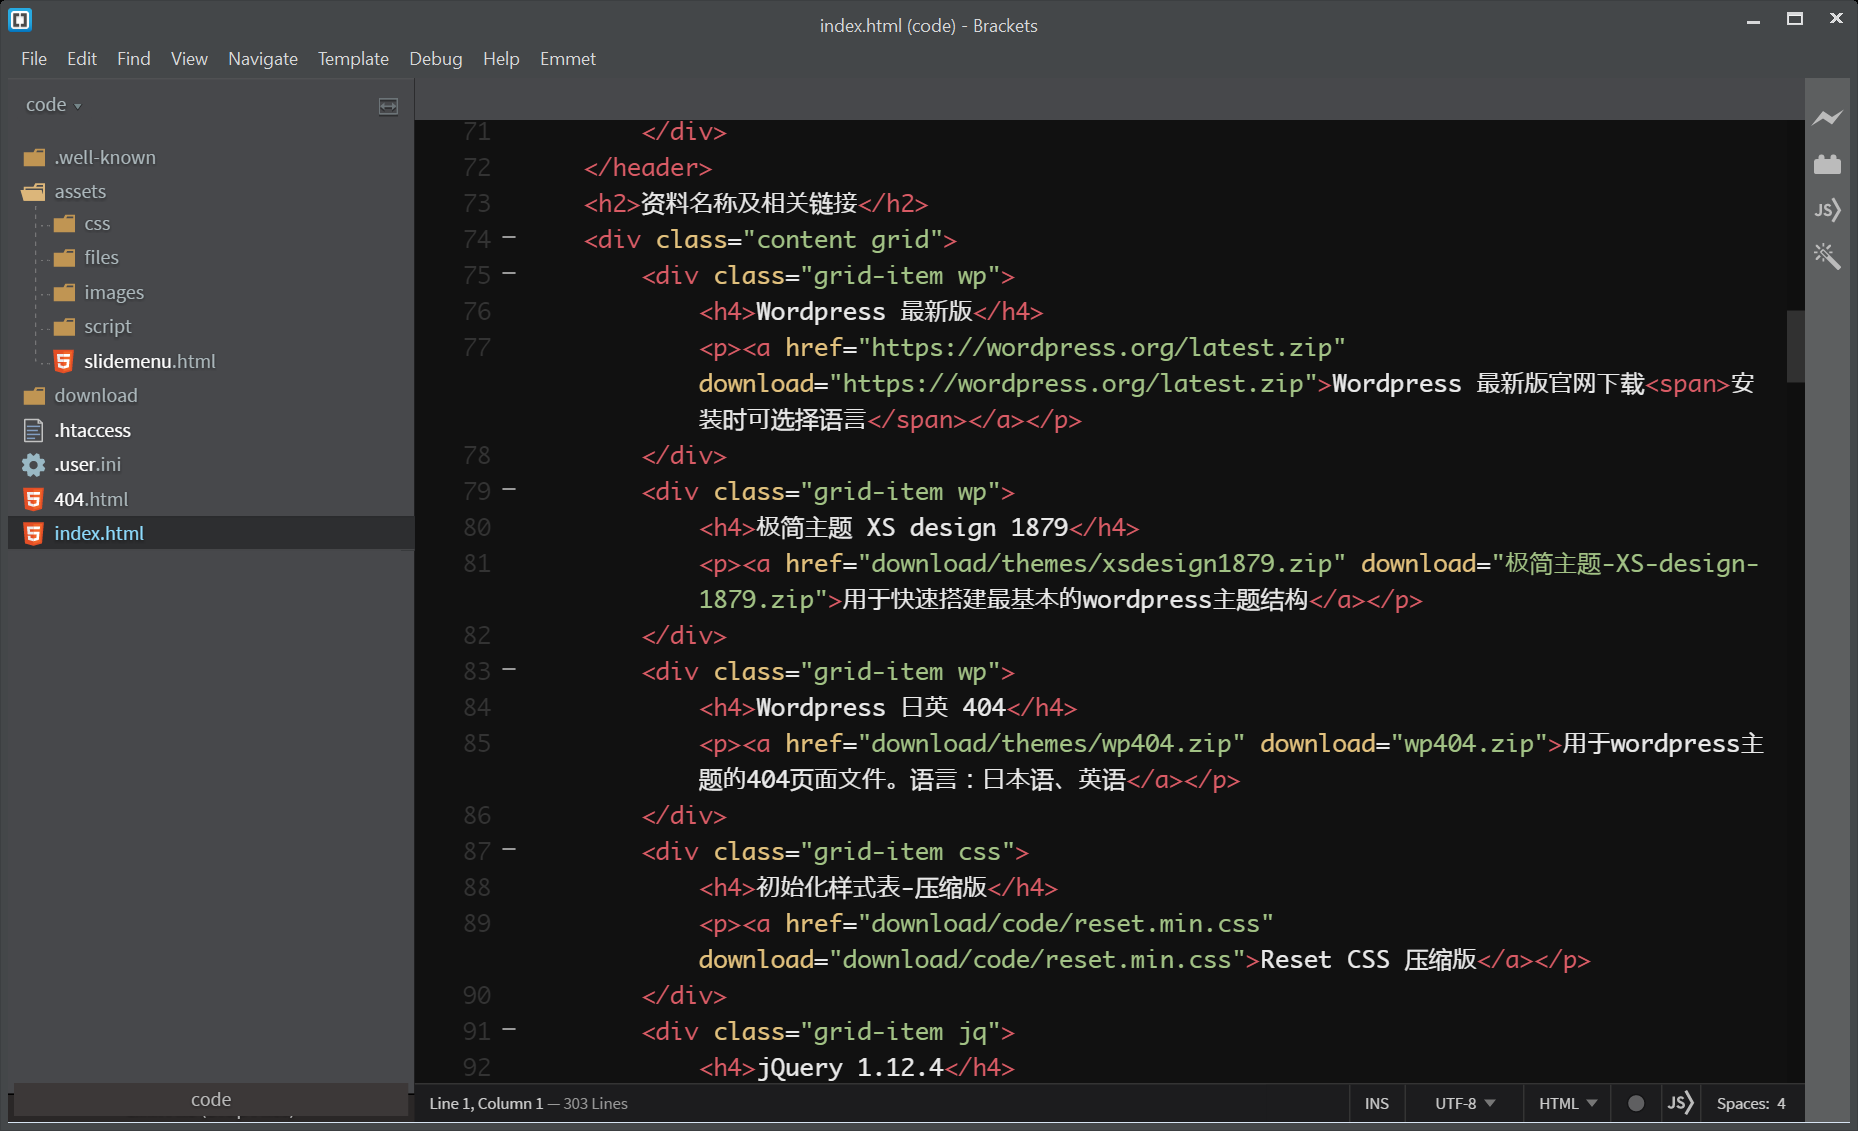 index.html (code) - Brackets
File Edit Find View Navigate Template Debug Help Emmet
code
.well-known
assets
css
files
images
script
slidemenu.html
download
.htaccess
.user.ini
404.html
index.html
code
71 </div>
72 </header>
73 <h2>资料名称及相关链接</h2>
74 <div class="content grid">
75 <div class="grid-item wp">
76 <h4>Wordpress 最新版</h4>
77 <p><a href="https://wordpress.org/latest.zip"
download="https://wordpress.org/latest.zip">Wordpress 最新版官网下载<span>安
装时可选择语言</span></a></p>
78 </div>
79 <div class="grid-item wp">
80 <h4>极简主题 XS design 1879</h4>
81 <p><a href="download/themes/xsdesign1879.zip" download="极简主题-XS-design-
1879.zip">用于快速搭建最基本的wordpress主题结构</a></p>
82 </div>
83 <div class="grid-item wp">
84 <h4>Wordpress 日英 404</h4>
85 <p><a href="download/themes/wp404.zip" download="wp404.zip">用于wordpress主
题的404页面文件。语言：日本语、英语</a></p>
86 </div>
87 <div class="grid-item css">
88 <h4>初始化样式表-压缩版</h4>
89 <p><a href="download/code/reset.min.css"
download="download/code/reset.min.css">Reset CSS 压缩版</a></p>
90 </div>
91 <div class="grid-item jq">
92 <h4>jQuery 1.12.4</h4>
JS
Line 1, Column 1 — 303 Lines
INS UTF-8 HTML JS Spaces: 4